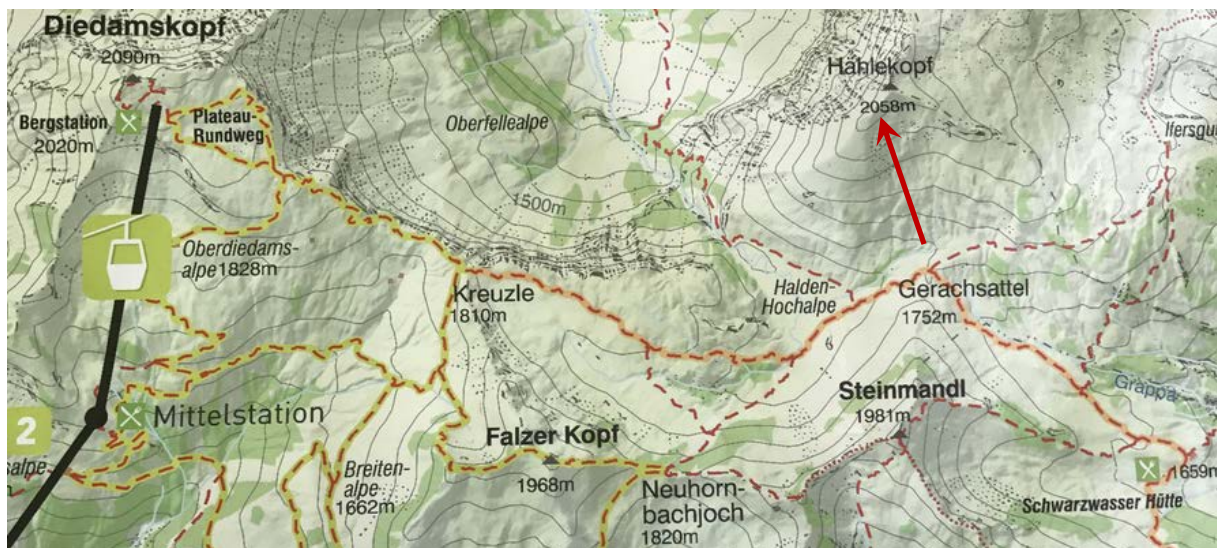 Diedamskopf
2090m
Bergstation
2020m
Plateau-
Rundweg
Oberfellealpe
Hählekopf
2058m
Ifersgut
1500m
Oberdiedams-
alpe 1828m
Kreuzle
1810m
Halden-
Hochalpe
Gerachsattel
1752m
Grappa
Mittelstation
2
salpe
Steinmandl
1981m
Falzer Kopf
1968m
Breiten-
alpe
1662m
Neuhorn-
bachjoch
1820m
1659m
Schwarzwasser Hütte